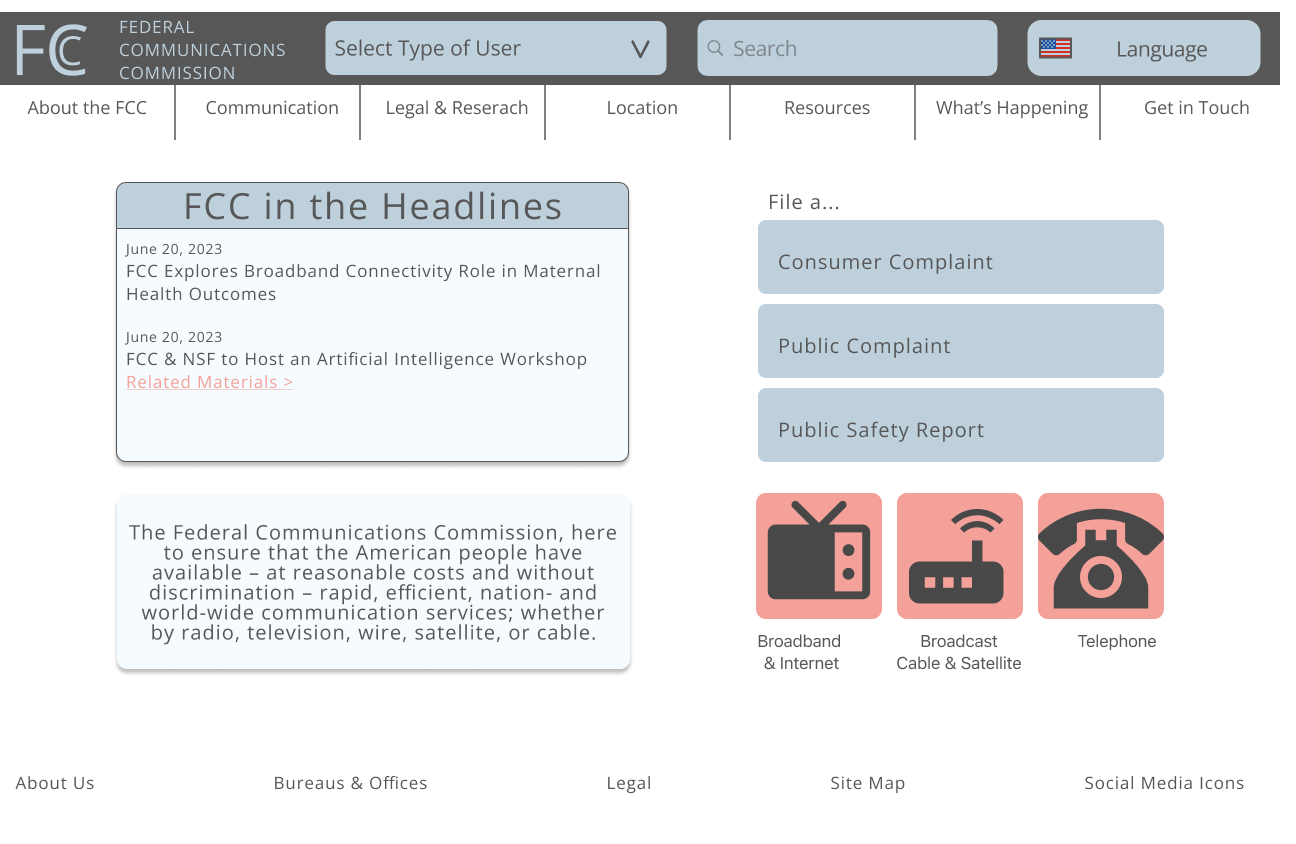 FCC
FEDERAL
COMMUNICATIONS
COMMISSION
Select Type of User
Search
Language
About the FCC
Communication
Legal & Reserach
Location
Resources
What's Happening
Get in Touch
FCC in the Headlines
June 20, 2023
FCC Explores Broadband Connectivity Role in Maternal
Health Outcomes
June 20, 2023
FCC & NSF to Host an Artificial Intelligence Workshop
Related Materials >
The Federal Communications Commission, here
to ensure that the American people have
available – at reasonable costs and without
discrimination – rapid, efficient, nation- and
world-wide communication services; whether
by radio, television, wire, satellite, or cable.
File a...
Consumer Complaint
Public Complaint
Public Safety Report
Broadband
& Internet
Broadcast
Cable & Satellite
Telephone
About Us
Bureaus & Offices
Legal
Site Map
Social Media Icons